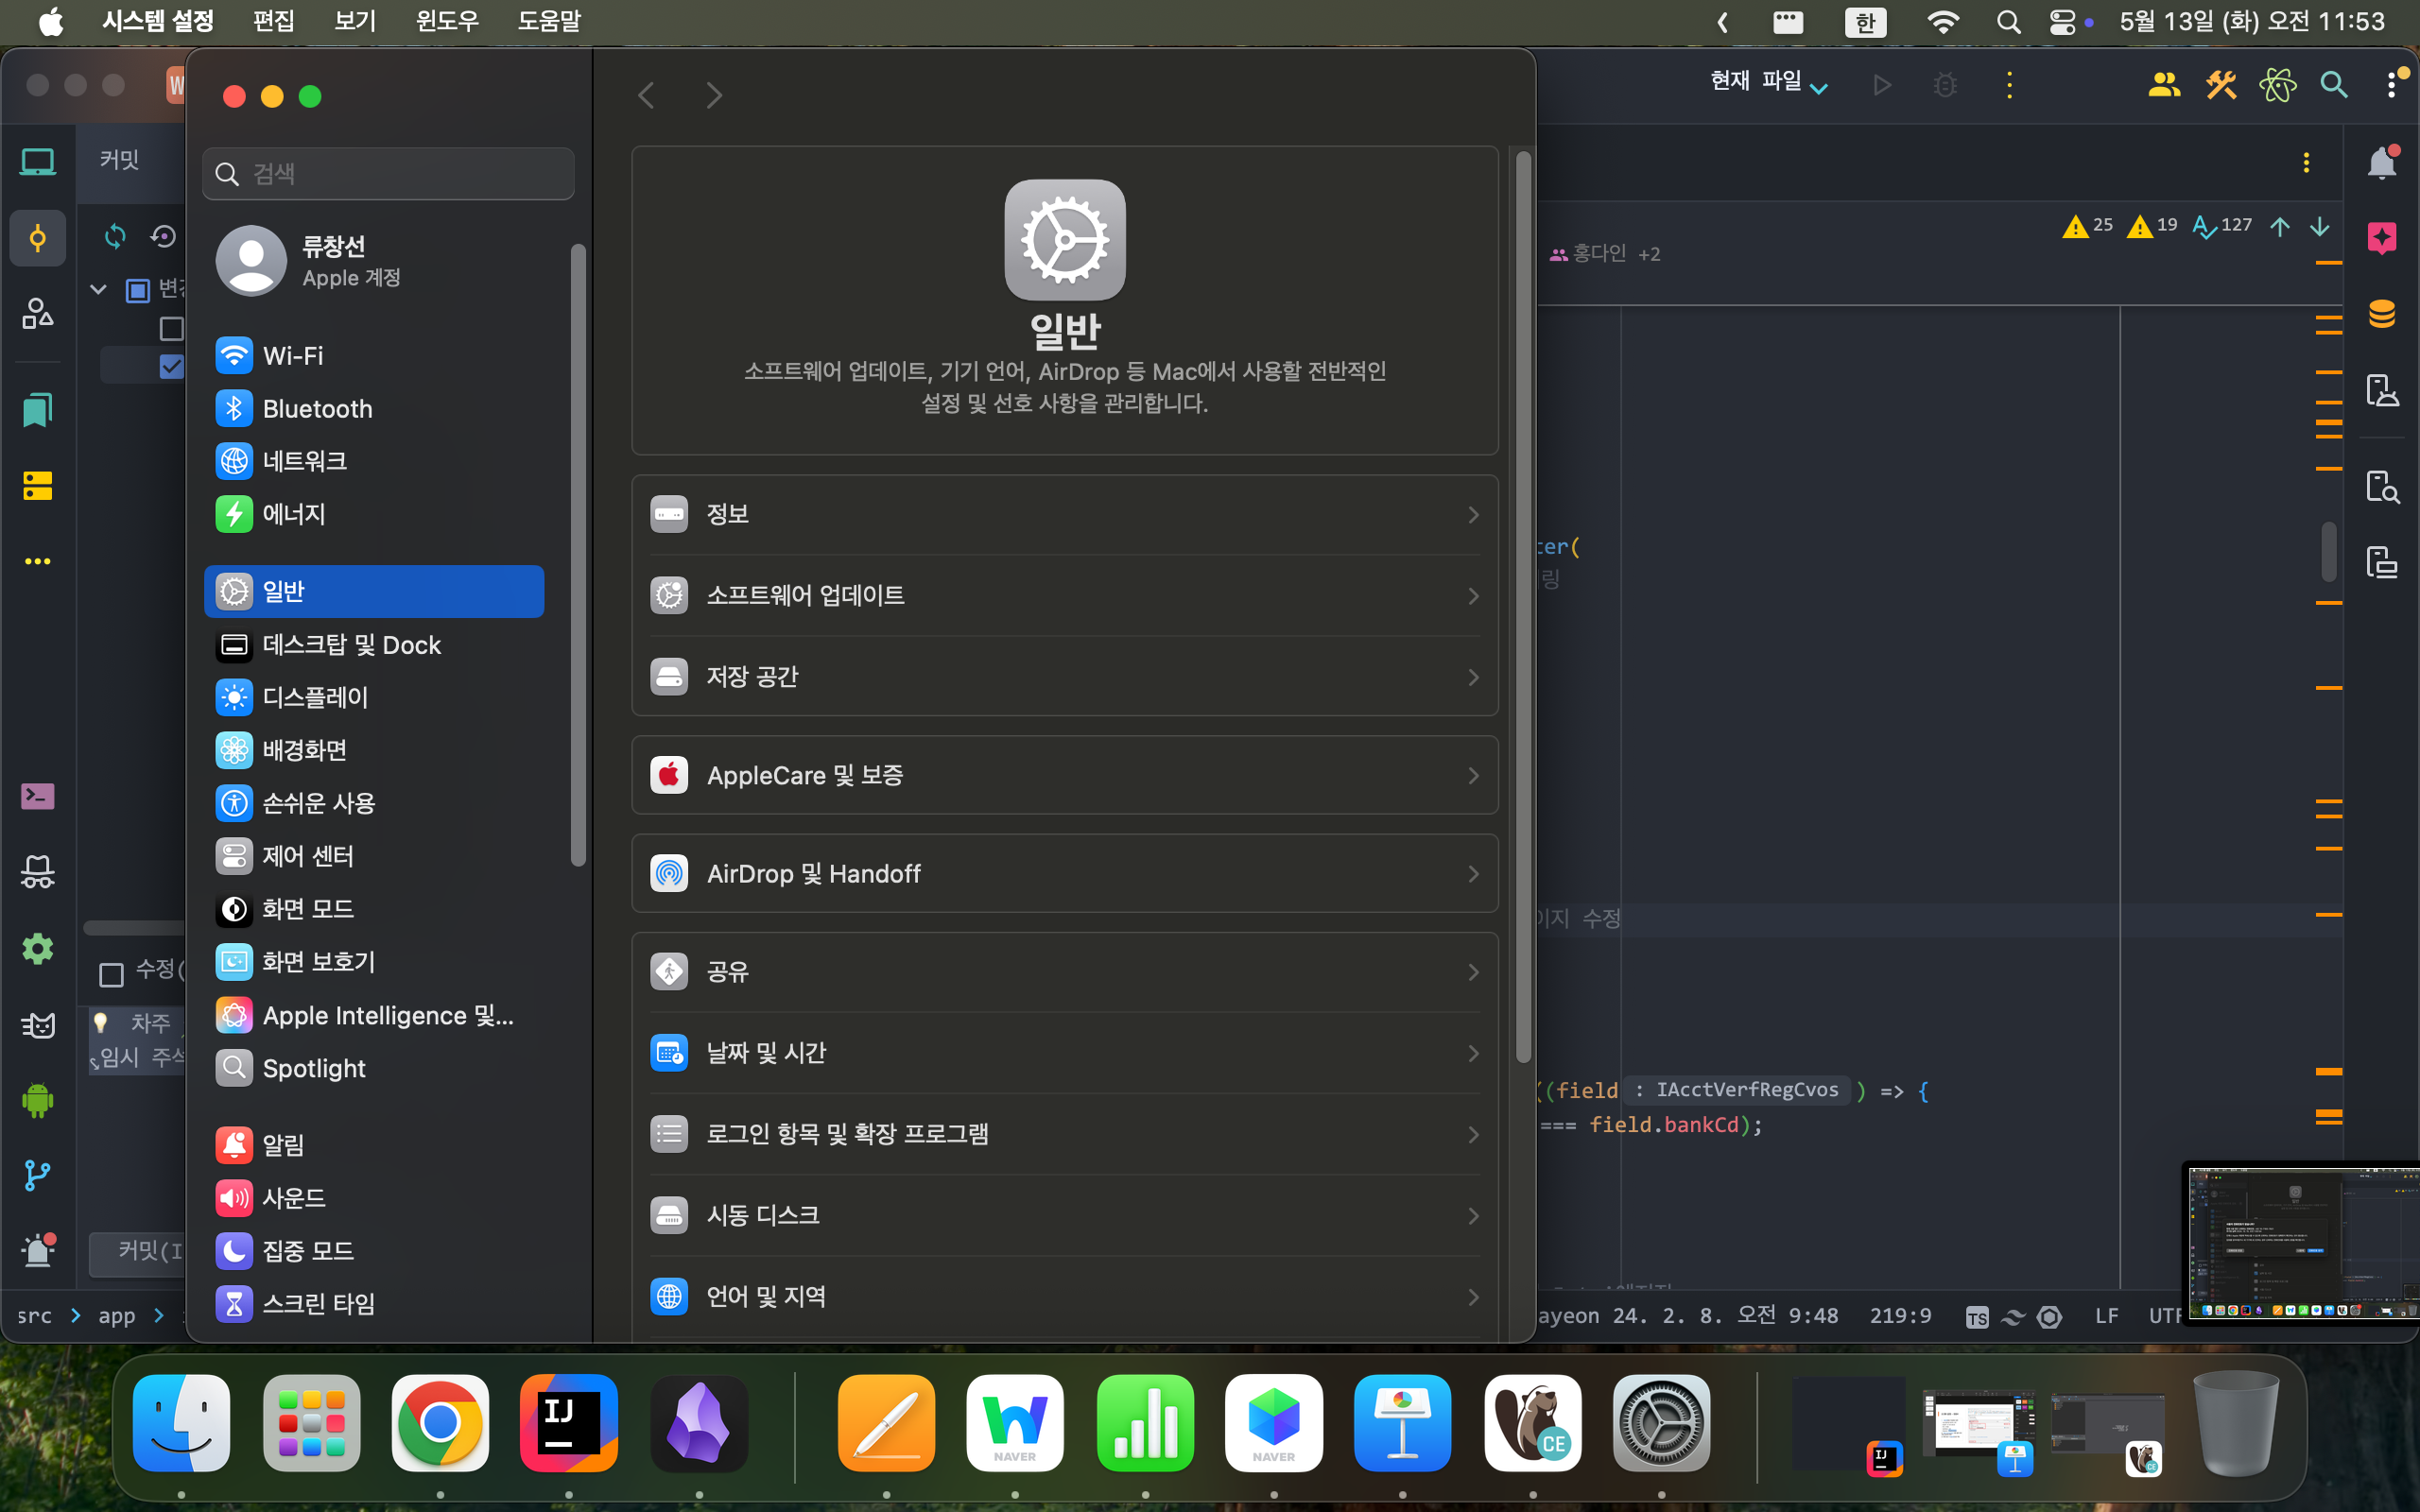 시스템 설정 편집 보기 윈도우 도움말
한 5월 13일 (화) 오전 11:53
W
현재 파일
커밋
검색
류창선
Apple 계정
Wi-Fi
Bluetooth
네트워크
에너지
일반
데스크탑 및 Dock
디스플레이
배경화면
손쉬운 사용
제어 센터
화면 모드
화면 보호기
Apple Intelligence 및...
Spotlight
알림
사운드
집중 모드
스크린 타임
일반
소프트웨어 업데이트, 기기 언어, AirDrop 등 Mac에서 사용할 전반적인
설정 및 선호 사항을 관리합니다.
정보
소프트웨어 업데이트
저장 공간
AppleCare 및 보증
AirDrop 및 Handoff
공유
날짜 및 시간
로그인 항목 및 확장 프로그램
시동 디스크
언어 및 지역
25 19 127
홍다인 +2
ter(
링
이지 수정
((field : IAcctVerfRegCvos ) => {
=== field.bankCd);
수정(
차주
임시 주석
커밋(I
src > app >
ayeon 24. 2. 8. 오전 9:48 219:9 TS LF UTF
IJ
NAVER
NAVER
CE
IJ
CE